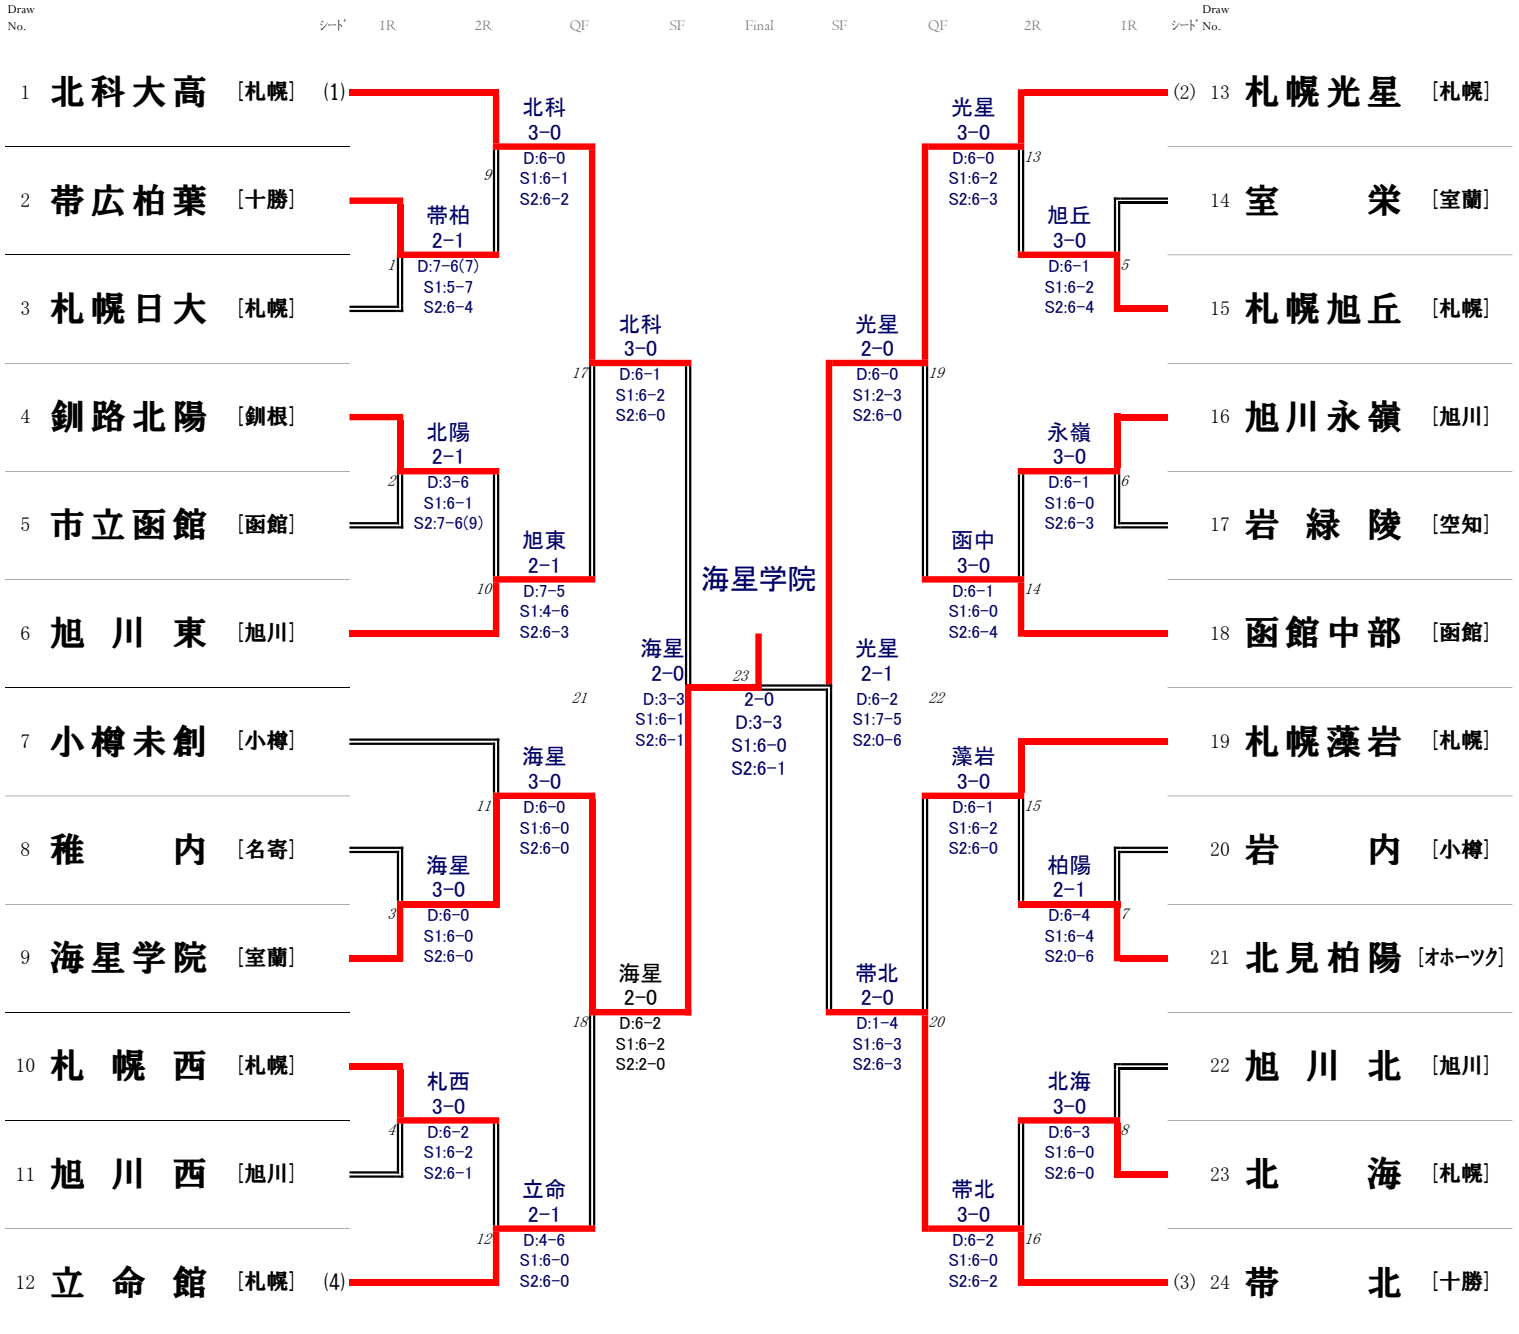 Draw
No. シード 1R 2R QF SF Final SF QF 2R 1R シード Draw
No.
1 北科大高 [札幌] (1)
2 帯広柏葉 [十勝]
3 札幌日大 [札幌]
4 釧路北陽 [釧根]
5 市立函館 [函館]
6 旭川東 [旭川]
7 小樽未創 [小樽]
8 稚内 [名寄]
9 海星学院 [室蘭]
10 札幌西 [札幌]
11 旭川西 [旭川]
12 立命館 [札幌] (4)
帯柏
2-1
1
D:7-6(7)
S1:5-7
S2:6-4
北陽
2-1
2
D:3-6
S1:6-1
S2:7-6(9)
海星
3-0
3
D:6-0
S1:6-0
S2:6-0
札西
3-0
4
D:6-2
S1:6-2
S2:6-1
北科
3-0
9
D:6-0
S1:6-1
S2:6-2
旭東
2-1
10
D:7-5
S1:4-6
S2:6-3
海星
3-0
11
D:6-0
S1:6-0
S2:6-0
立命
2-1
12
D:4-6
S1:6-0
S2:6-0
北科
3-0
17
D:6-1
S1:6-2
S2:6-0
海星
2-0
18
D:6-2
S1:6-2
S2:2-0
海星
2-0
21
D:3-3
S1:6-1
S2:6-1
海星学院
23
2-0
D:3-3
S1:6-0
S2:6-1
光星
2-1
22
D:6-2
S1:7-5
S2:0-6
光星
2-0
19
D:6-0
S1:2-3
S2:6-0
帯北
2-0
20
D:1-4
S1:6-3
S2:6-3
光星
3-0
13
D:6-0
S1:6-2
S2:6-3
函中
3-0
14
D:6-1
S1:6-0
S2:6-4
藻岩
3-0
15
D:6-1
S1:6-2
S2:6-0
帯北
3-0
16
D:6-2
S1:6-0
S2:6-2
旭丘
3-0
5
D:6-1
S1:6-2
S2:6-4
永嶺
3-0
6
D:6-1
S1:6-0
S2:6-3
柏陽
2-1
7
D:6-4
S1:6-4
S2:0-6
北海
3-0
8
D:6-3
S1:6-0
S2:6-0
(2) 13 札幌光星 [札幌]
14 室栄 [室蘭]
15 札幌旭丘 [札幌]
16 旭川永嶺 [旭川]
17 岩緑陵 [空知]
18 函館中部 [函館]
19 札幌藻岩 [札幌]
20 岩内 [小樽]
21 北見柏陽 [オホーツク]
22 旭川北 [旭川]
23 北海 [札幌]
(3) 24 帯北 [十勝]